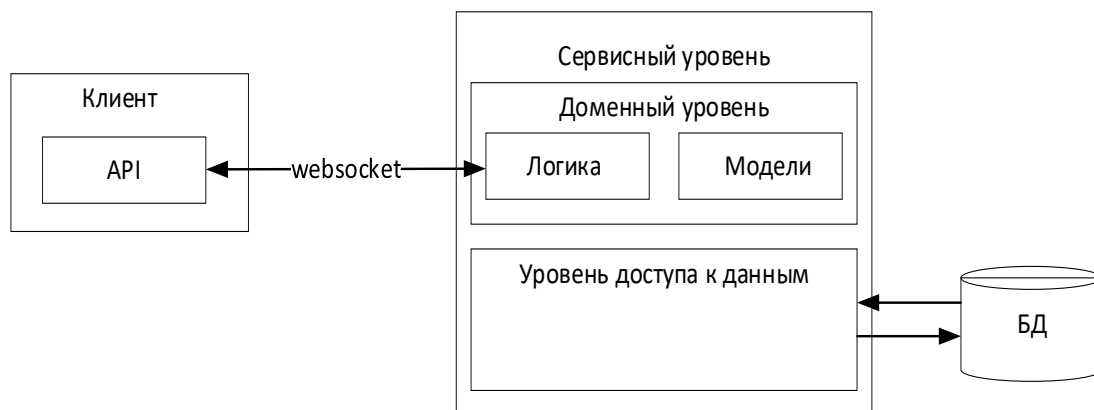 Сервисный уровень
Клиент
Доменный уровень
API
websocket
Логика
Модели
Уровень доступа к данным
БД